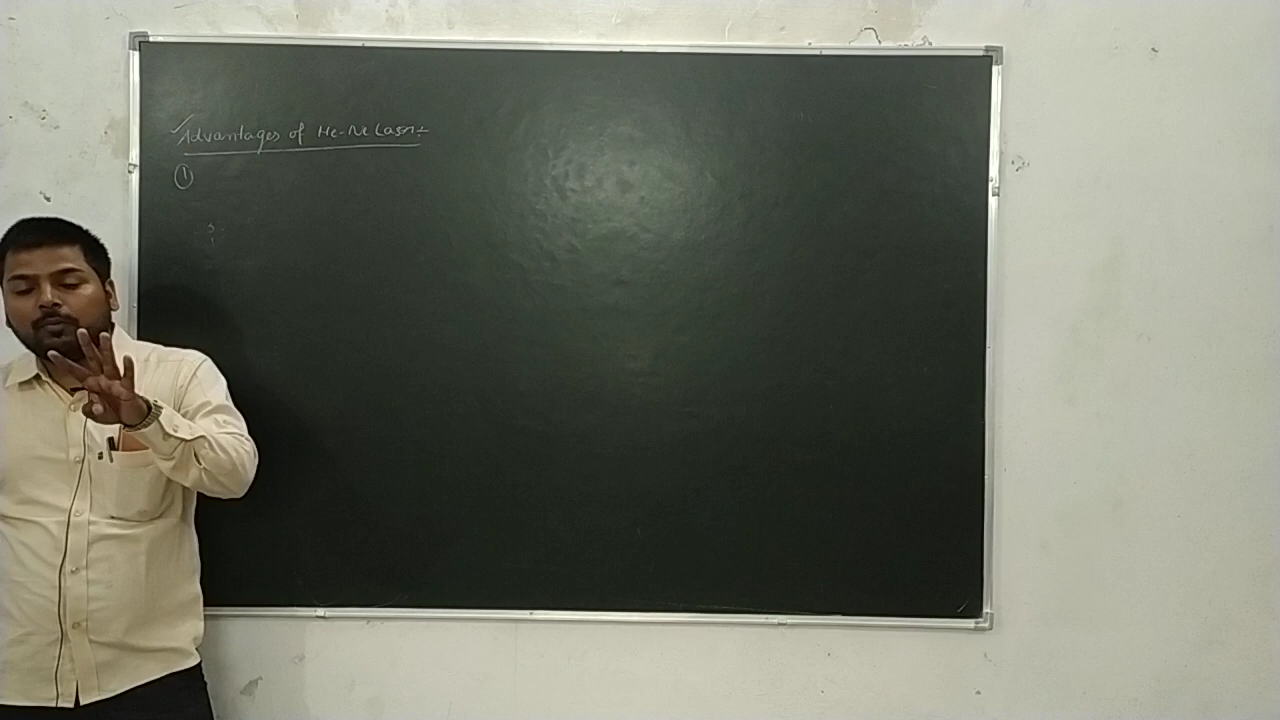 Advantages of He-Ne Laser:-
①